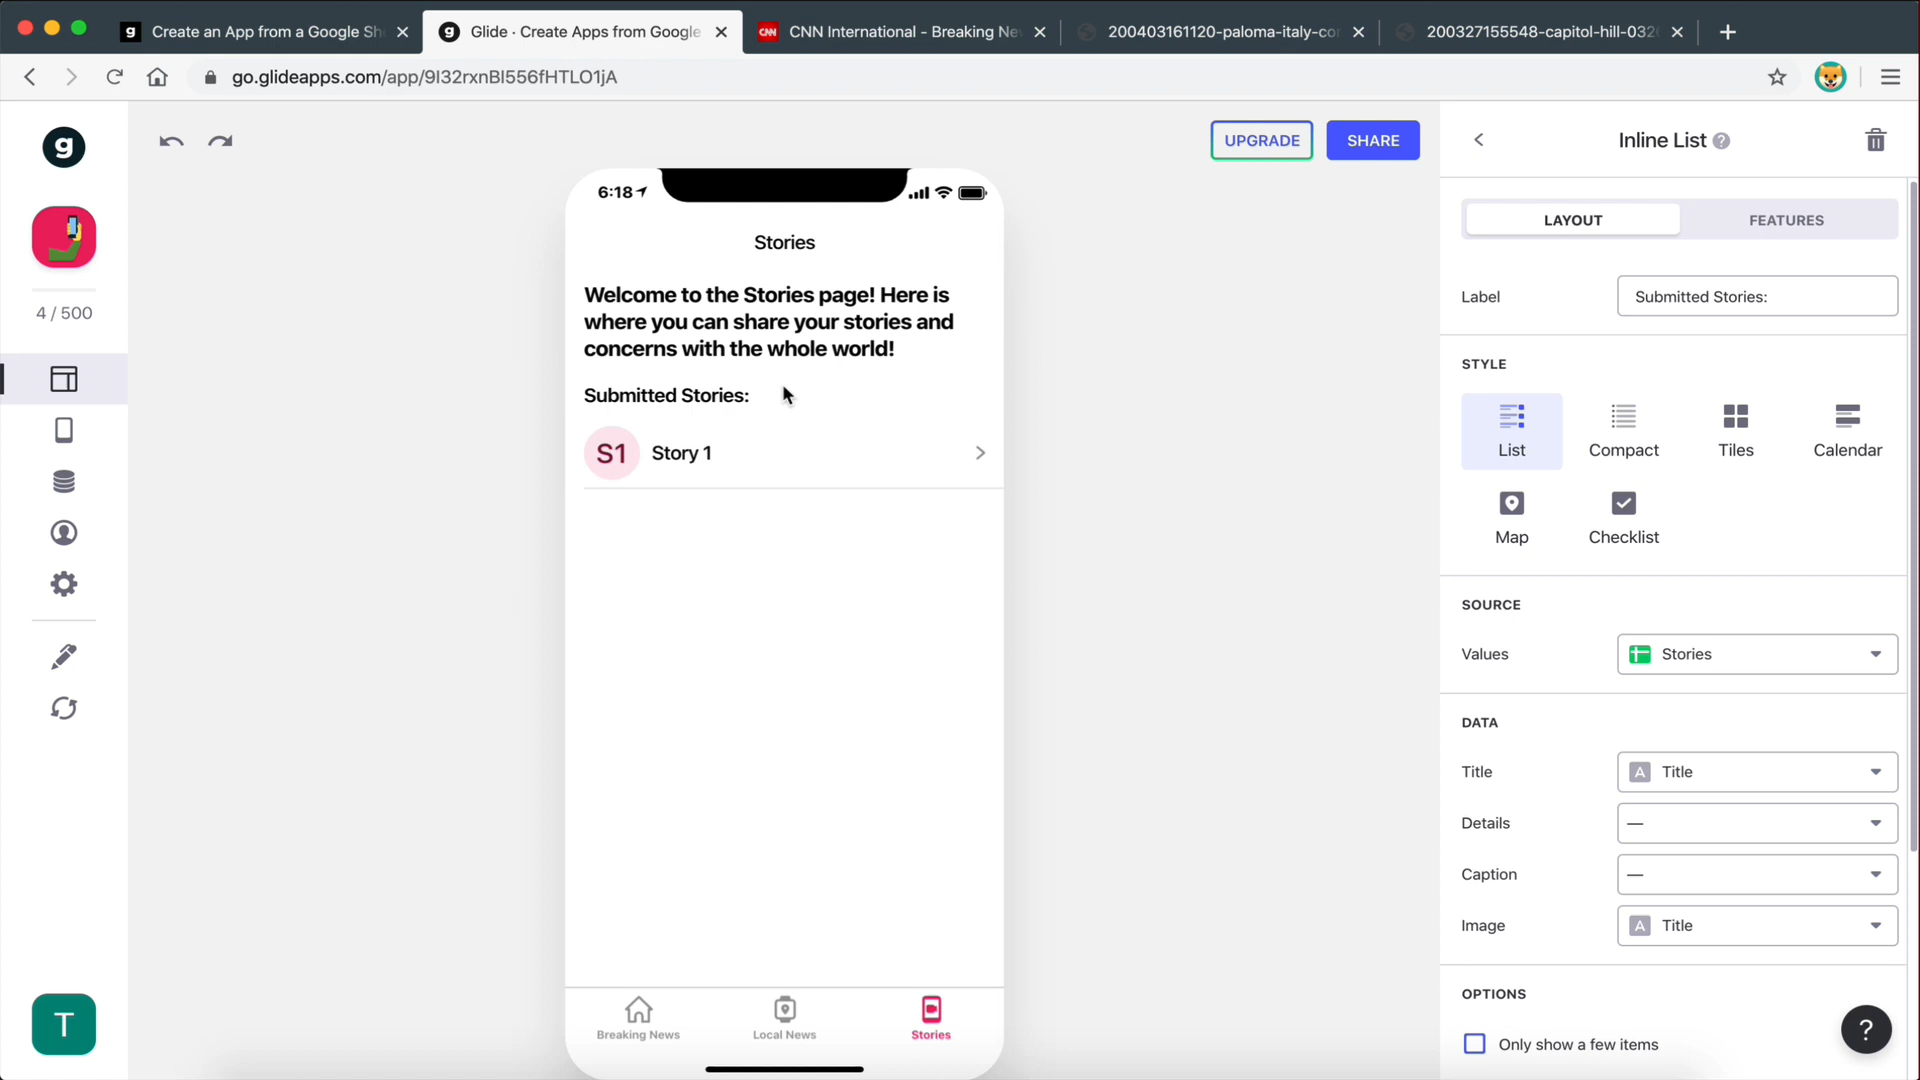 Create an App from a Google Sh
Glide · Create Apps from Google
CNN International - Breaking Ne
200403161120-paloma-italy-cor
200327155548-capitol-hill-032
go.glideapps.com/app/9I32rxnBI556fHTLO1jA
g
4 / 500
UPGRADE
SHARE
6:18
Stories
Welcome to the Stories page! Here is
where you can share your stories and
concerns with the whole world!
Submitted Stories:
S1
Story 1
Breaking News
Local News
Stories
T
Inline List
LAYOUT
FEATURES
Label
Submitted Stories:
STYLE
List
Compact
Tiles
Calendar
Map
Checklist
SOURCE
Values
Stories
DATA
Title
A Title
Details
—
Caption
—
Image
A Title
OPTIONS
Only show a few items
?